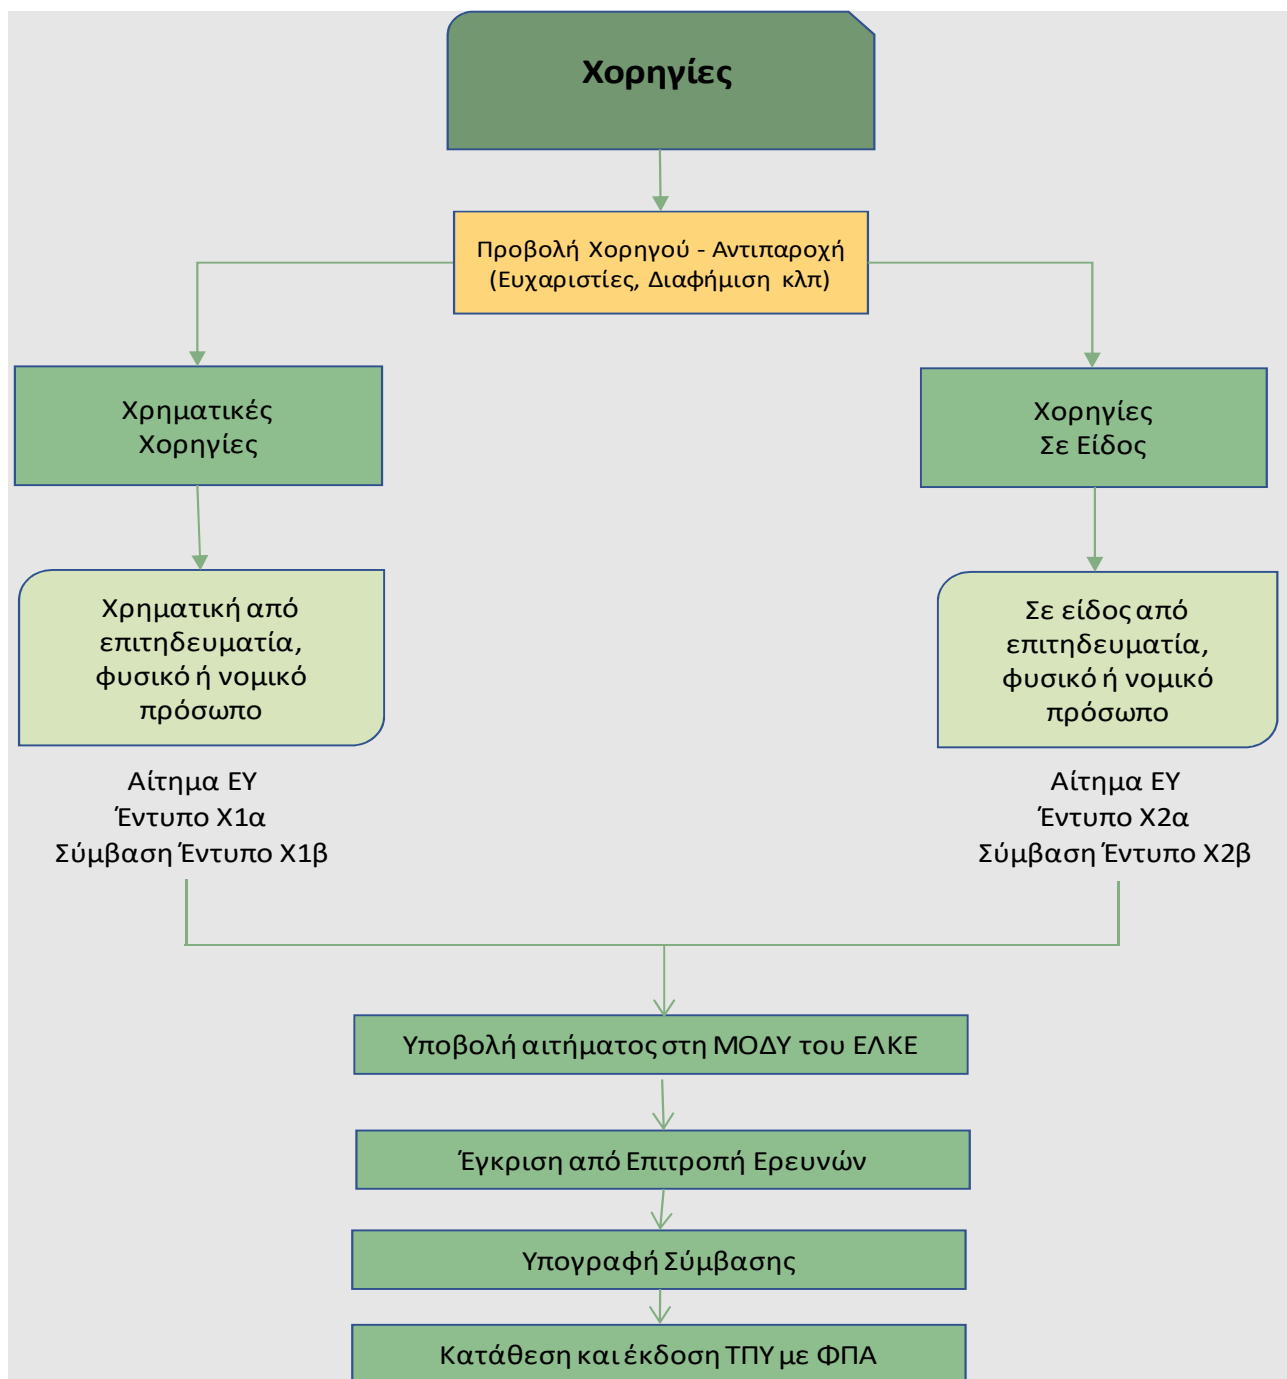 Χορηγίες
Προβολή Χορηγού - Αντιπαροχή
(Ευχαριστίες, Διαφήμιση κλπ)
Χρηματικές
Χορηγίες
Χορηγίες
Σε Είδος
Χρηματική από
επιτηδευματία,
φυσικό ή νομικό
πρόσωπο
Σε είδος από
επιτηδευματία,
φυσικό ή νομικό
πρόσωπο
Αίτημα ΕΥ
Έντυπο Χ1α
Σύμβαση Έντυπο Χ1β
Αίτημα ΕΥ
Έντυπο Χ2α
Σύμβαση Έντυπο Χ2β
Υποβολή αιτήματος στη ΜΟΔΥ του ΕΛΚΕ
Έγκριση από Επιτροπή Ερευνών
Υπογραφή Σύμβασης
Κατάθεση και έκδοση ΤΠΥ με ΦΠΑ